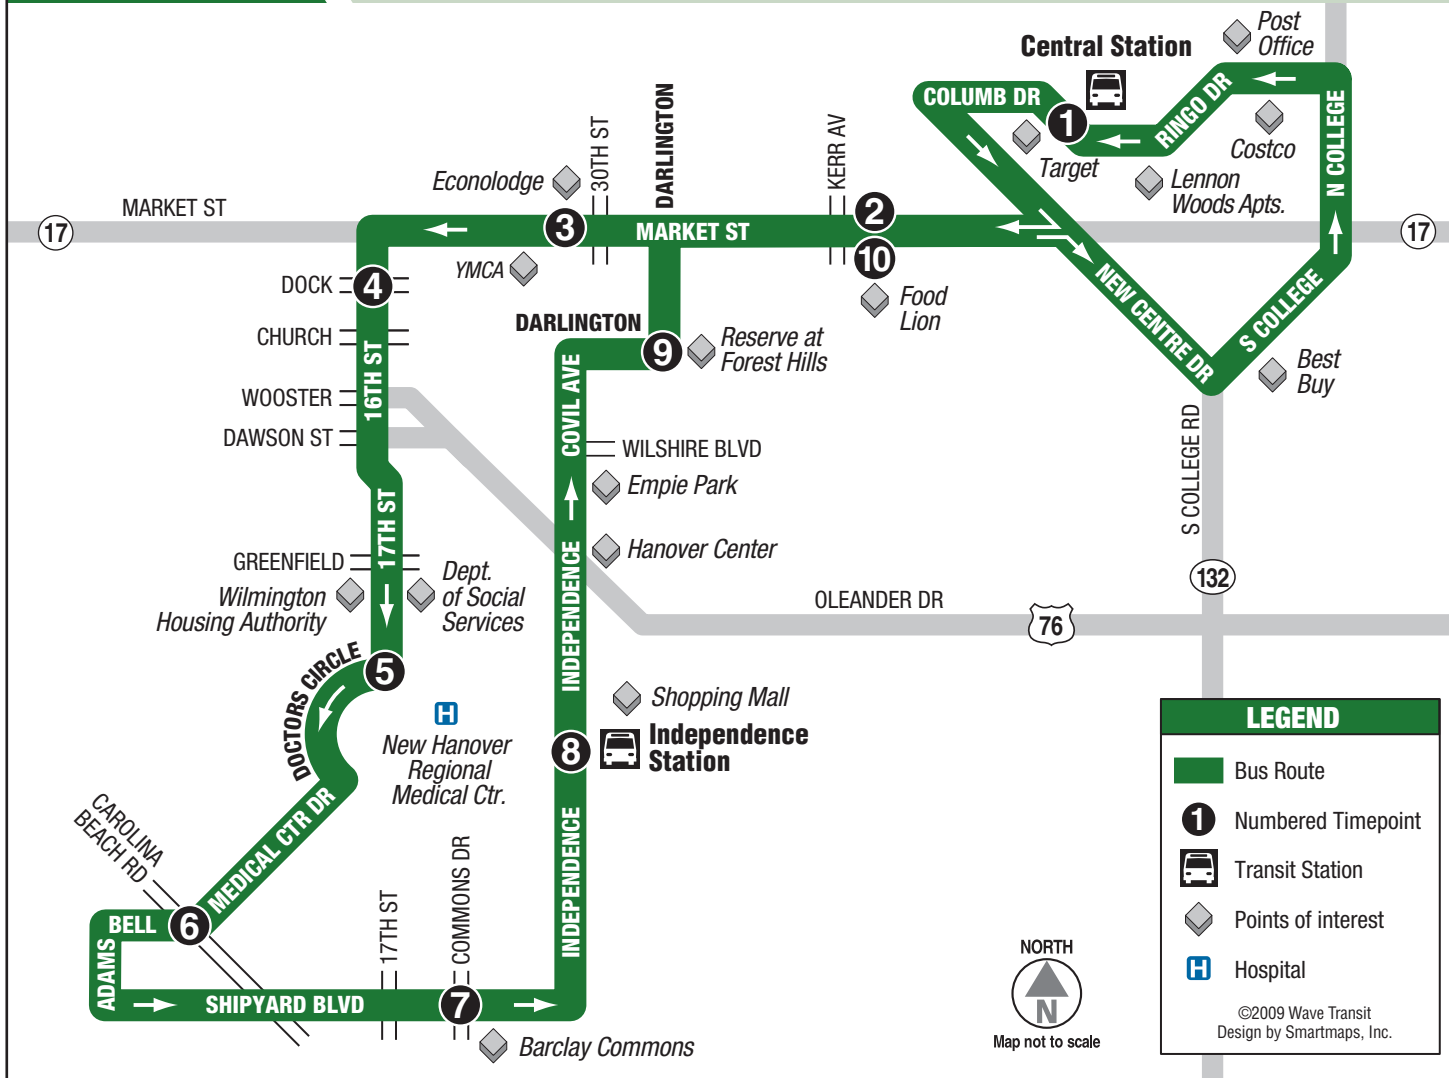 Post
Office
Central Station
COLUMB DR
1
RINGO DR
N COLLEGE
Costco
Target
Lennon
Woods Apts.
DARLINGTON
30TH ST
KERR AV
Econolodge
MARKET ST
17
3
MARKET ST
2
17
YMCA
10
DOCK
4
Food
Lion
NEW CENTRE DR
S COLLEGE
CHURCH
DARLINGTON
9
Reserve at
Forest Hills
Best
Buy
16TH ST
WOOSTER
COVIL AVE
DAWSON ST
WILSHIRE BLVD
S COLLEGE RD
Empie Park
17TH ST
Hanover Center
GREENFIELD
INDEPENDENCE
Wilmington
Housing Authority
Dept.
of Social
Services
132
OLEANDER DR
76
DOCTORS CIRCLE
5
H
New Hanover
Regional
Medical Ctr.
Shopping Mall
8
Independence
Station
MEDICAL CTR DR
CAROLINA
BEACH RD
INDEPENDENCE
BELL
6
ADAMS
17TH ST
COMMONS DR
SHIPYARD BLVD
7
Barclay Commons
NORTH
N
Map not to scale
LEGEND
Bus Route
1
Numbered Timepoint
Transit Station
Points of interest
H
Hospital
©2009 Wave Transit
Design by Smartmaps, Inc.